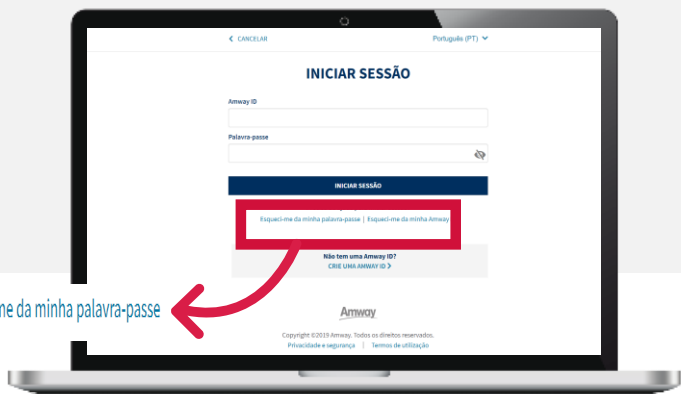 CANCELAR
Português (PT)
INICIAR SESSÃO
Amway ID
Palavra-passe
INICIAR SESSÃO
Esqueci-me da minha palavra-passe | Esqueci-me da minha Amway
Não tem uma Amway ID?
CRIE UMA AMWAY ID
me da minha palavra-passe
Amway
Copyright ©2019 Amway. Todos os direitos reservados.
Privacidade e segurança | Termos de utilização